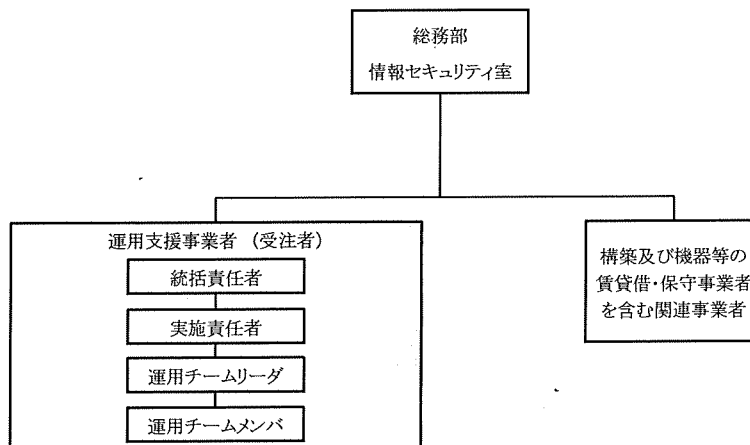 総務部
情報セキュリティ室
運用支援事業者 (受注者)
統括責任者
実施責任者
運用チームリーダ
運用チームメンバ
構築及び機器等の
賃貸借・保守事業者
を含む関連事業者